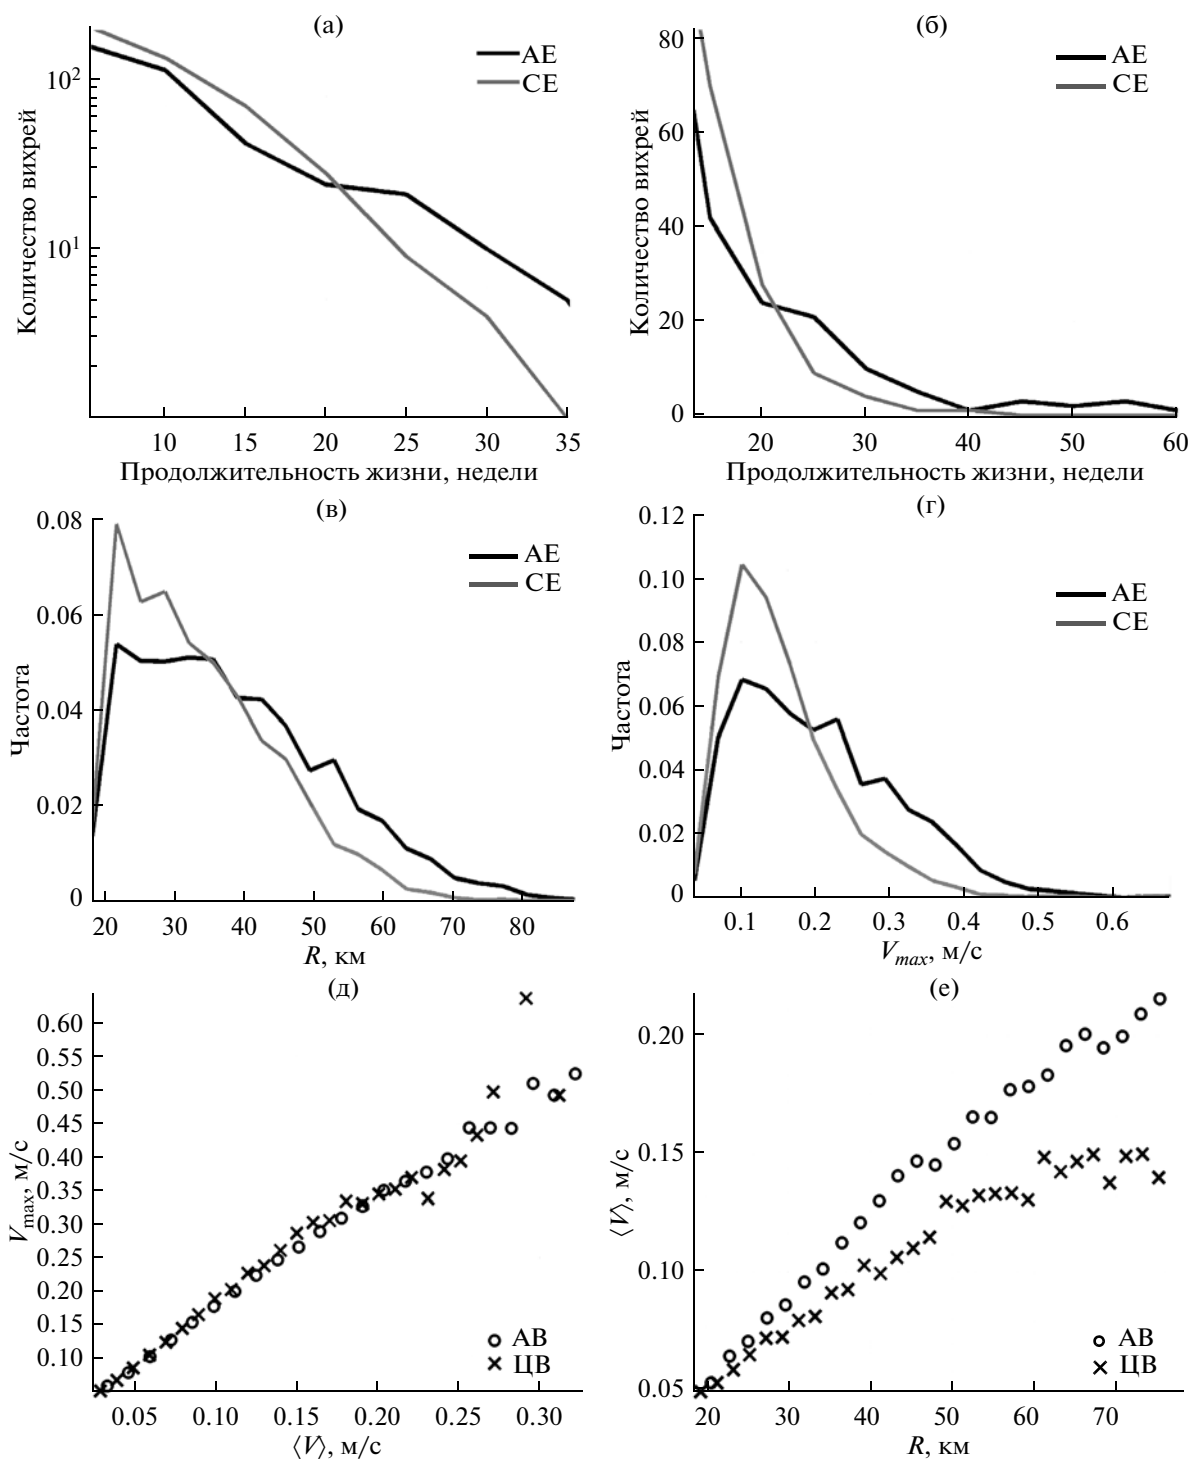 (а)
Количество вихрей
10²
10¹
AE
CE
10 15 20 25 30 35
Продолжительность жизни, недели
(б)
Количество вихрей
80
60
40
20
0
AE
CE
20 30 40 50 60
Продолжительность жизни, недели
(в)
Частота
0.08
0.06
0.04
0.02
0
AE
CE
20 30 40 50 60 70 80
R, км
(г)
Частота
0.12
0.10
0.08
0.06
0.04
0.02
0
AE
CE
0.1 0.2 0.3 0.4 0.5 0.6
Vmax, м/с
(д)
Vmax, м/с
0.60
0.55
0.50
0.45
0.40
0.35
0.30
0.25
0.20
0.15
0.10
АВ
ЦВ
0.05 0.10 0.15 0.20 0.25 0.30
⟨V⟩, м/с
(е)
⟨V⟩, м/с
0.20
0.15
0.10
0.05
АВ
ЦВ
20 30 40 50 60 70
R, км